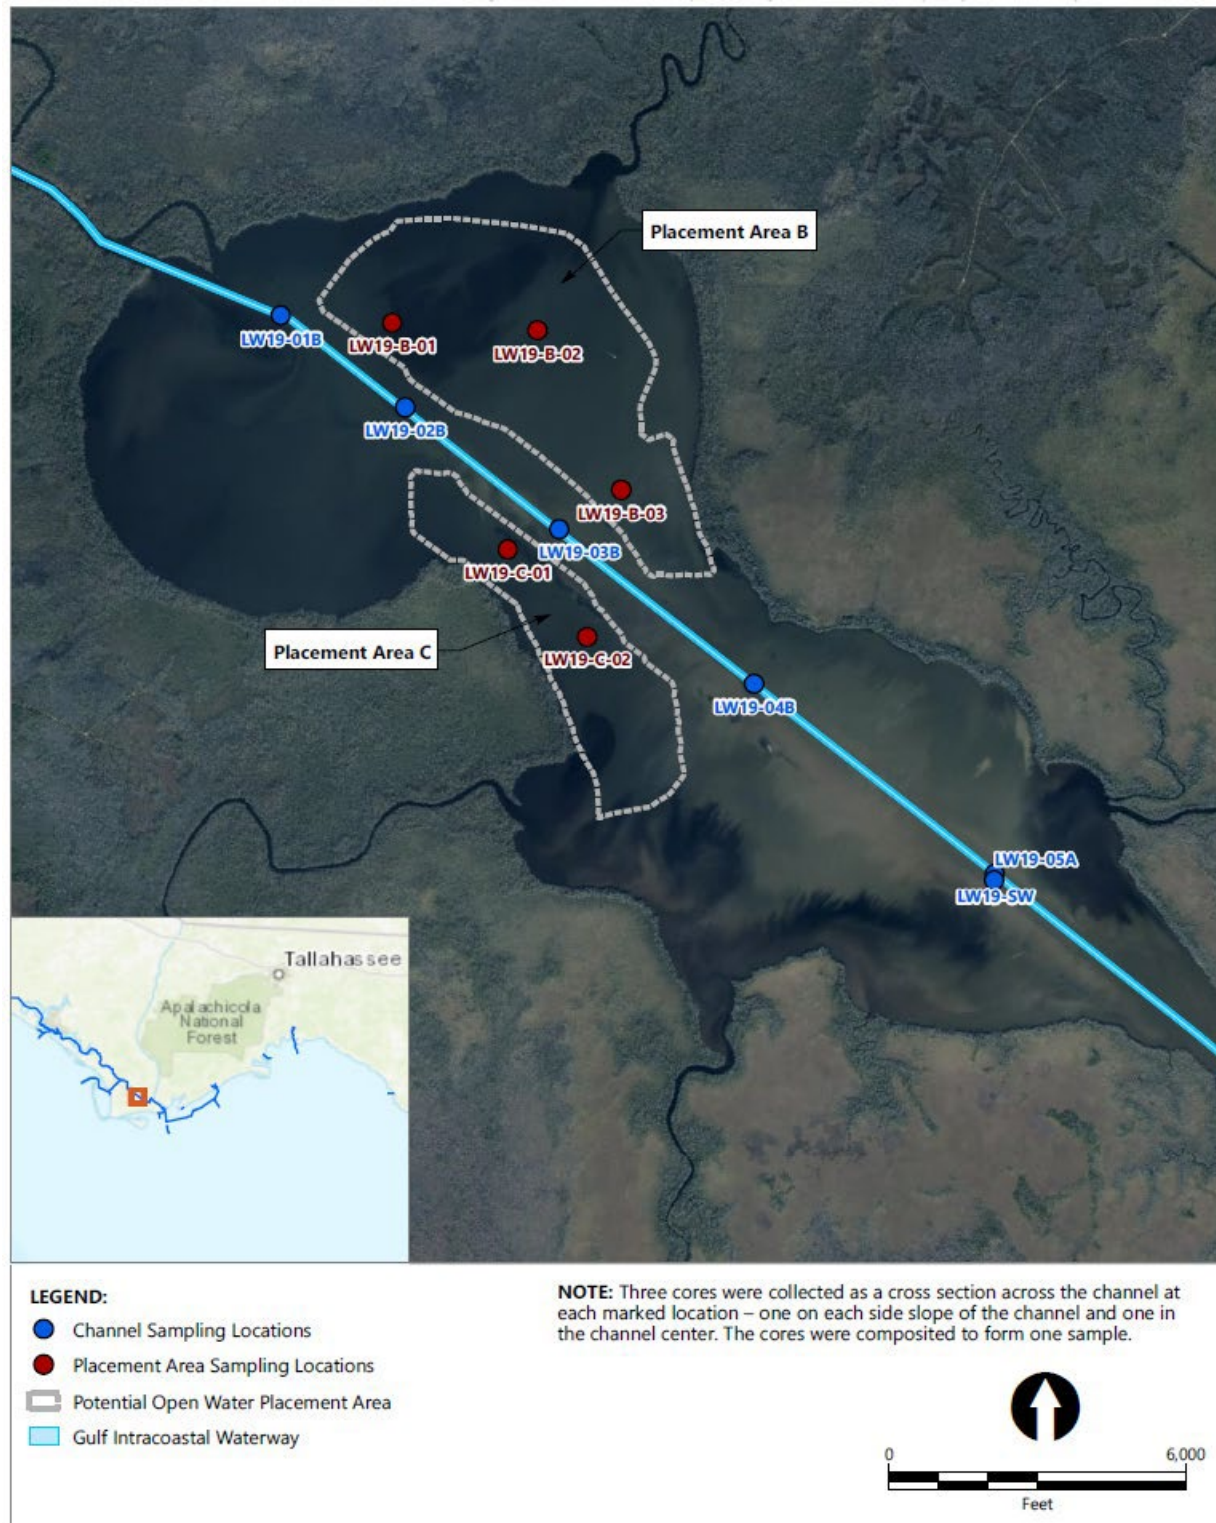 Placement Area B
LW19-01B
LW19-B-01
LW19-B-02
LW19-02B
LW19-B-03
LW19-03B
LW19-C-01
Placement Area C
LW19-C-02
LW19-04B
LW19-05A
LW19-SW
Tallahassee
Apalachicola
National
Forest
LEGEND:
Channel Sampling Locations
Placement Area Sampling Locations
Potential Open Water Placement Area
Gulf Intracoastal Waterway
NOTE: Three cores were collected as a cross section across the channel at
each marked location – one on each side slope of the channel and one in
the channel center. The cores were composited to form one sample.
0 6,000
Feet